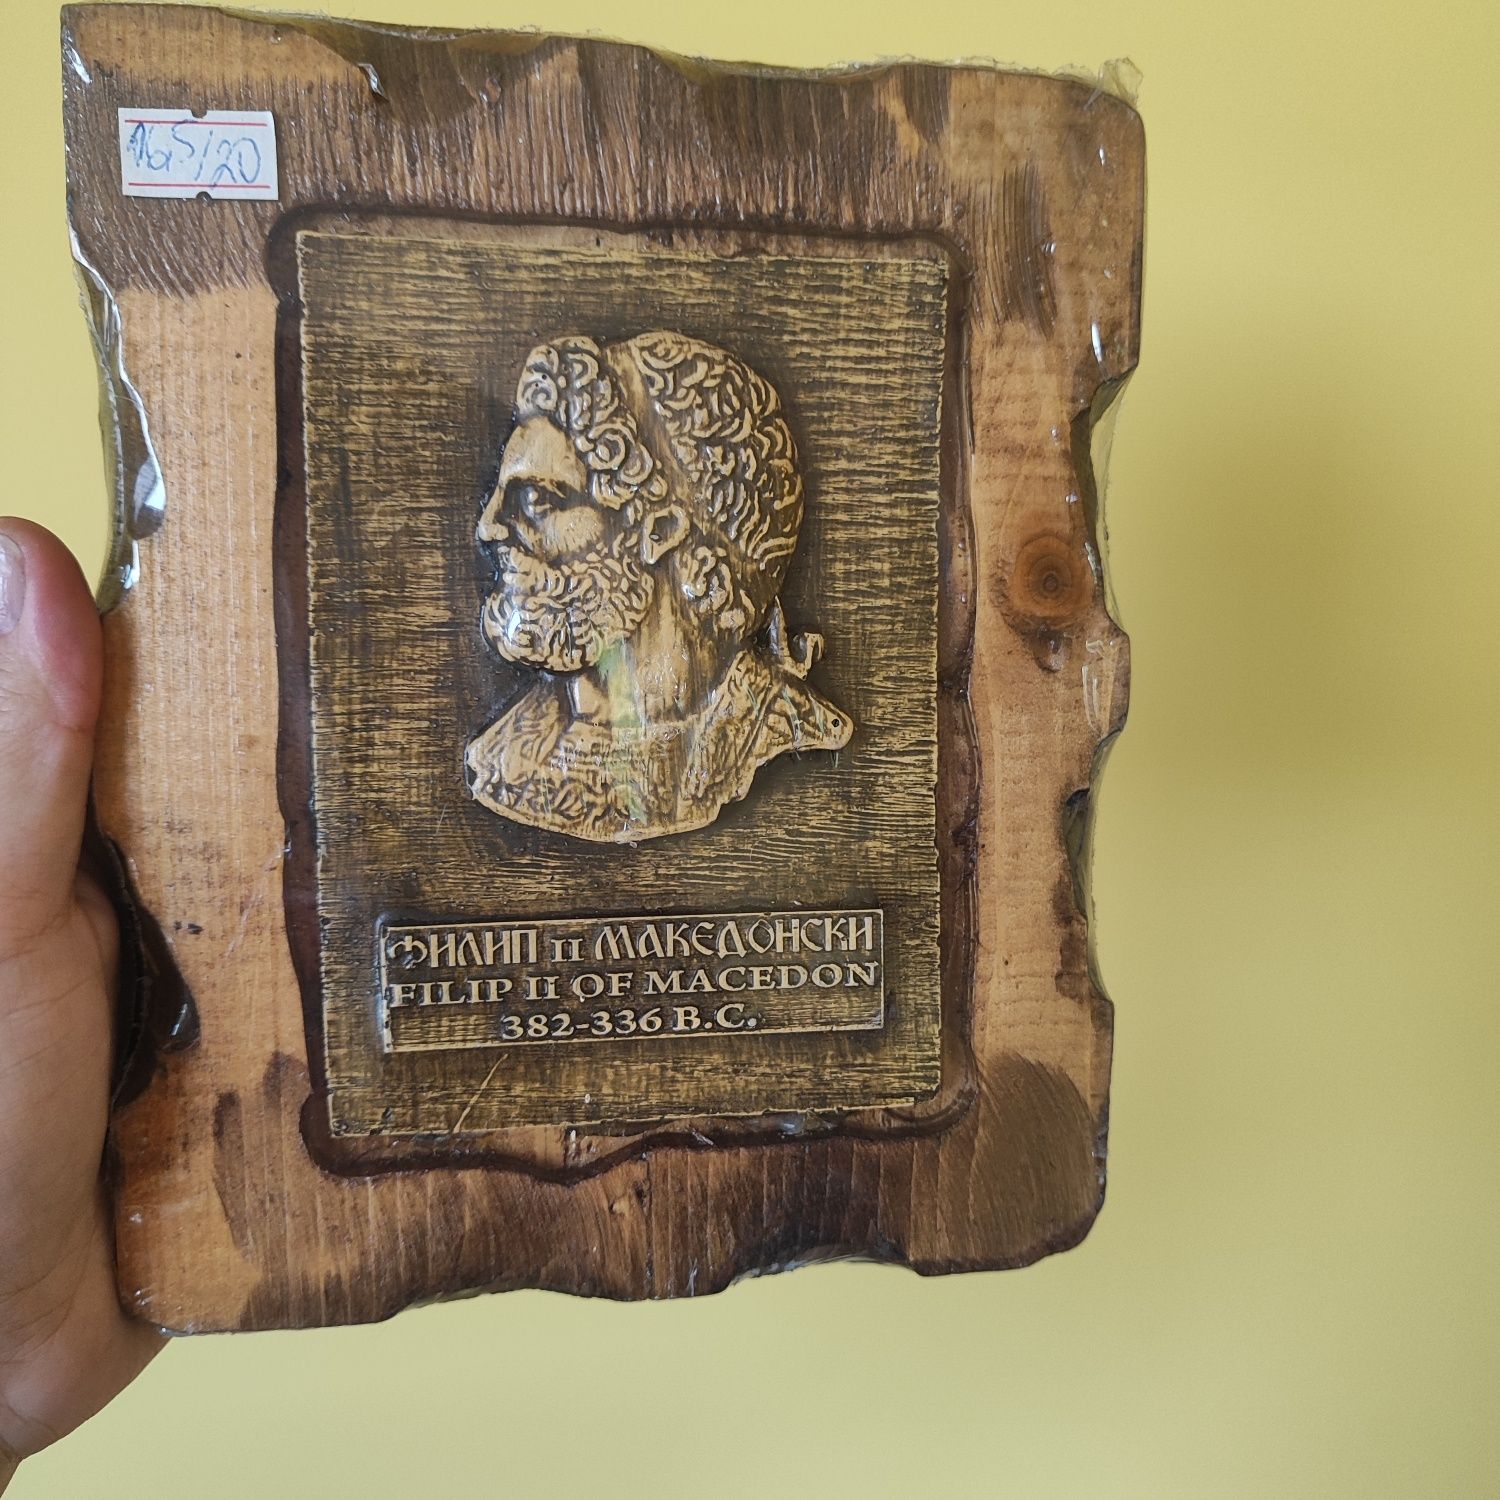 16,5/20
ФИЛИП II МАКЕДОНСКИ
FILIP II OF MACEDON
382-336 B.C.